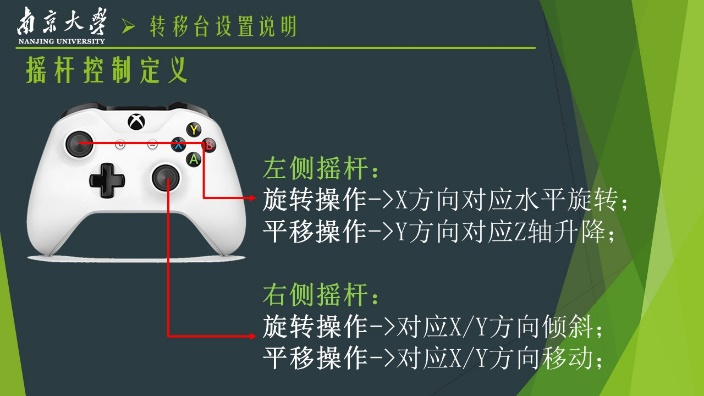 南京大学
NANJING UNIVERSITY
转移台设置说明
摇杆控制定义
Y
X
B
A
左侧摇杆：
旋转操作->X方向对应水平旋转；
平移操作->Y方向对应Z轴升降；
右侧摇杆：
旋转操作->对应X/Y方向倾斜；
平移操作->对应X/Y方向移动；